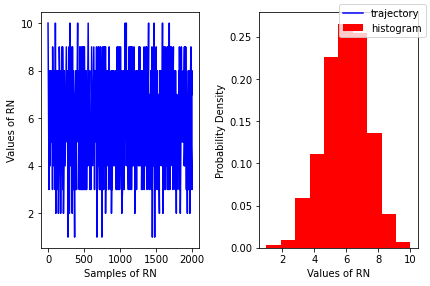 trajectory
histogram
Values of RN
10
8
6
4
2
0 500 1000 1500 2000
Samples of RN
Probability Density
0.25
0.20
0.15
0.10
0.05
0.00
2 4 6 8 10
Values of RN